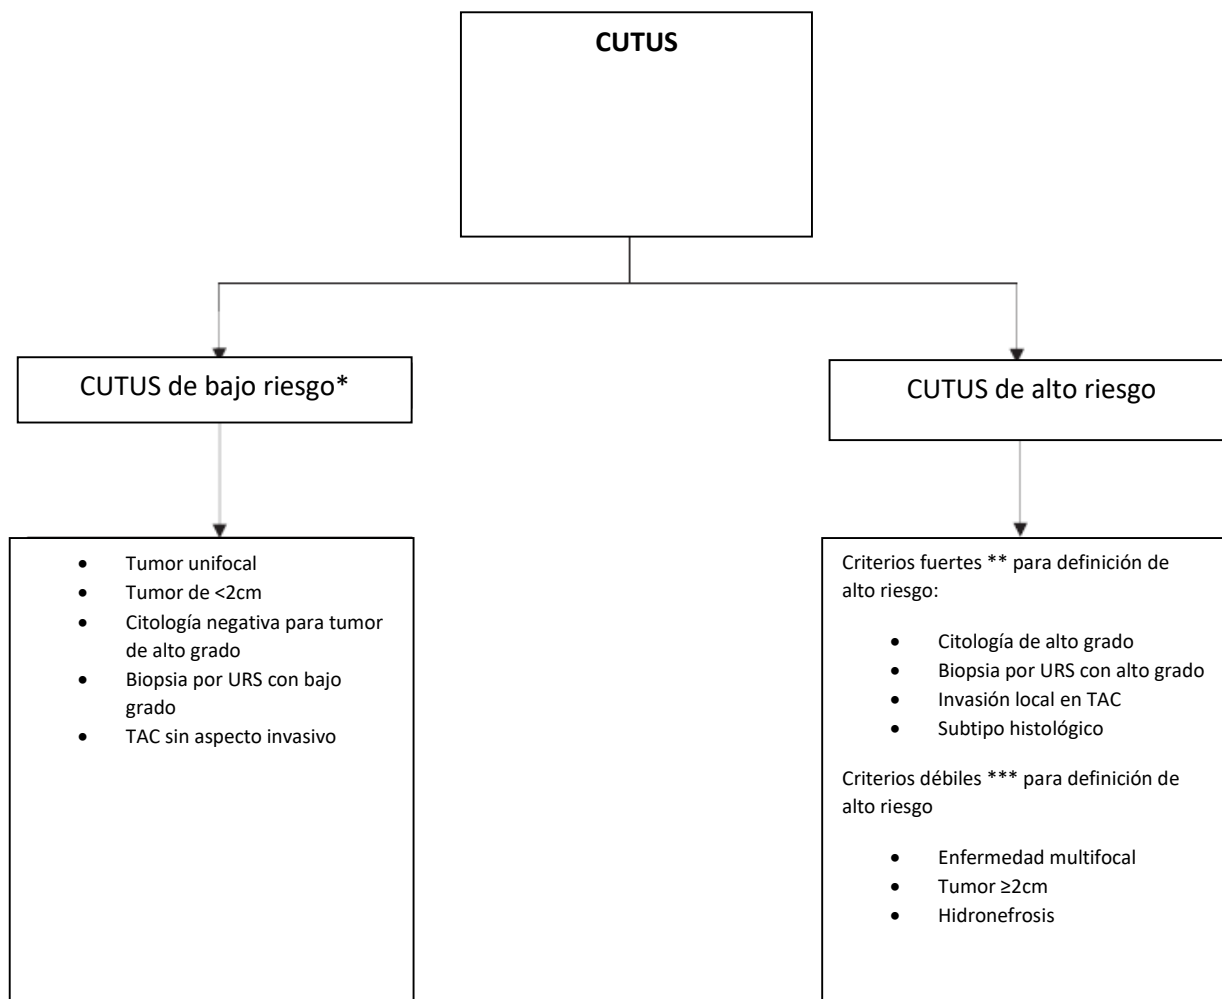 CUTUS
CUTUS de bajo riesgo*
CUTUS de alto riesgo
• Tumor unifocal
• Tumor de <2cm
• Citología negativa para tumor
de alto grado
• Biopsia por URS con bajo
grado
• TAC sin aspecto invasivo
Criterios fuertes ** para definición de
alto riesgo:
• Citología de alto grado
• Biopsia por URS con alto grado
• Invasión local en TAC
• Subtipo histológico
Criterios débiles *** para definición de
alto riesgo
• Enfermedad multifocal
• Tumor ≥2cm
• Hidronefrosis